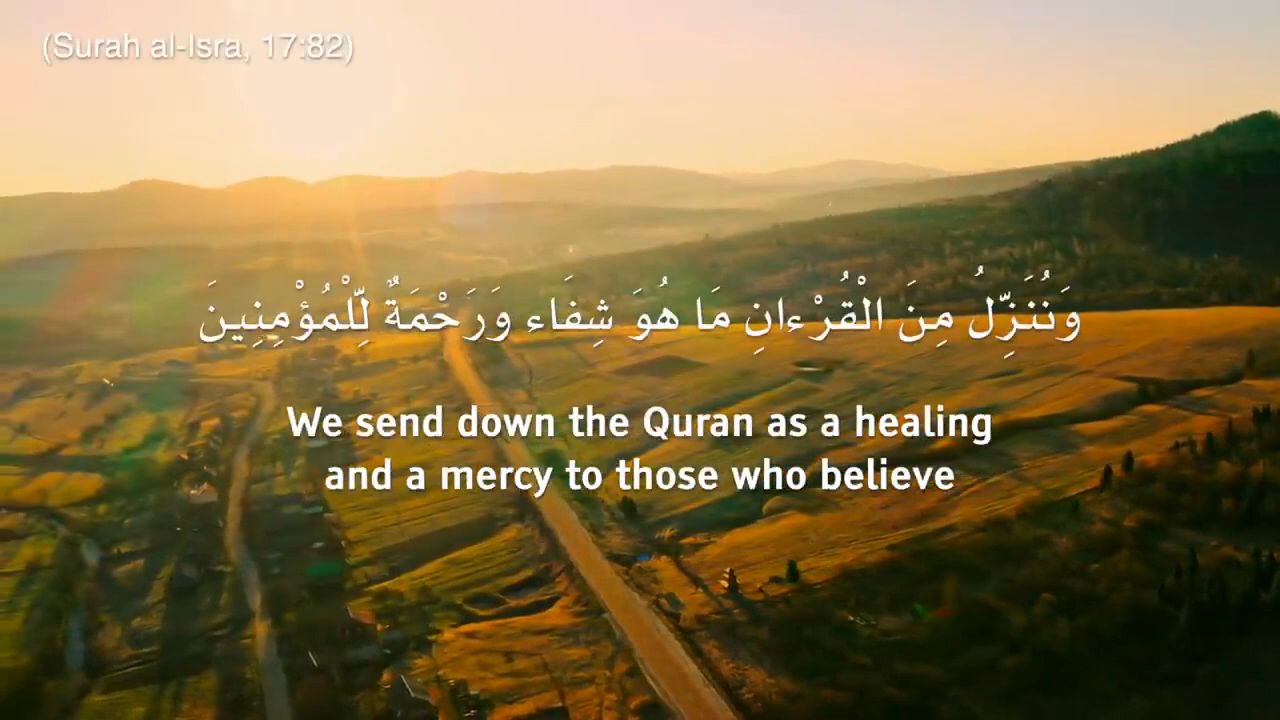 (Surah al-Isra, 17:82)
وَنُنَزِّلُ مِنَ الْقُرْءانِ مَا هُوَ شِفَاء وَرَحْمَةٌ لِّلْمُؤْمِنِينَ
We send down the Quran as a healing
and a mercy to those who believe